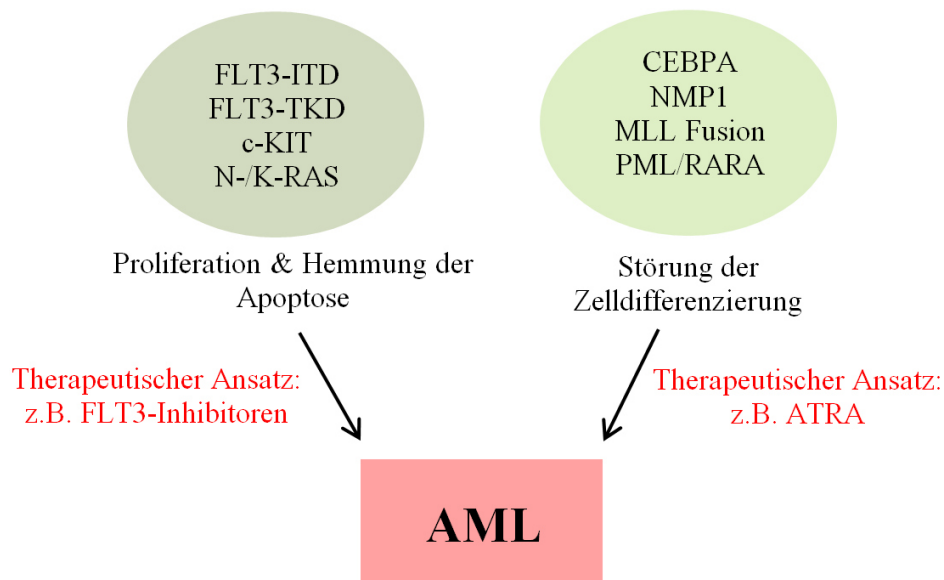 FLT3-ITD
FLT3-TKD
c-KIT
N-/K-RAS
CEBPA
NMP1
MLL Fusion
PML/RARA
Proliferation & Hemmung der
Apoptose
Störung der
Zelldifferenzierung
Therapeutischer Ansatz:
z.B. FLT3-Inhibitoren
Therapeutischer Ansatz:
z.B. ATRA
AML